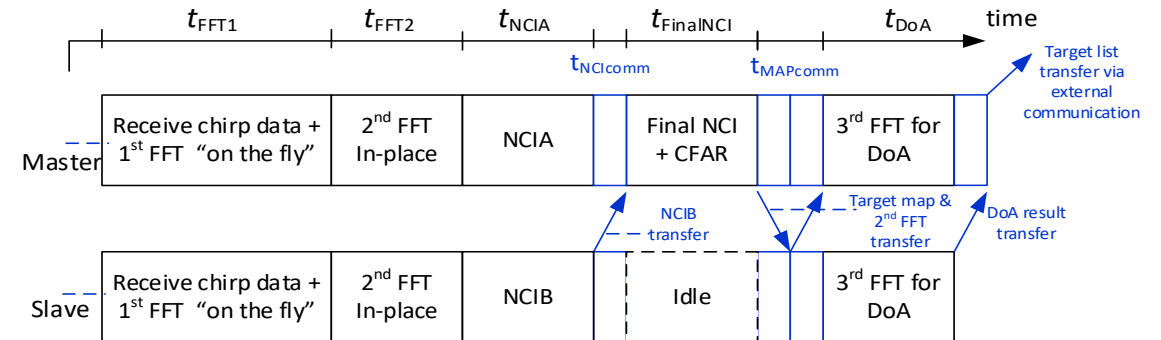 tFFT1 tFFT2 tNCIA tFinalNCI tDoA time
tNCIcomm tMAPcomm
Target list
transfer via
external
communication
Master
Receive chirp data +
1st FFT “on the fly”
2nd FFT
In-place
NCIA
Final NCI
+ CFAR
3rd FFT for
DoA
NCIB
transfer
Target map &
2nd FFT
transfer
DoA result
transfer
Slave
Receive chirp data +
1st FFT “on the fly”
2nd FFT
In-place
NCIB
Idle
3rd FFT for
DoA